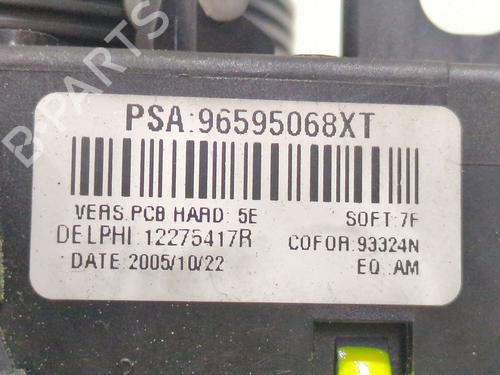 PSA:96595068XT
VERS.PCB HARD: 5E SOFT:7F
DELPHI:12275417R COFOR:93324N
DATE:2005/10/22 EQ:AM
B-PARTS